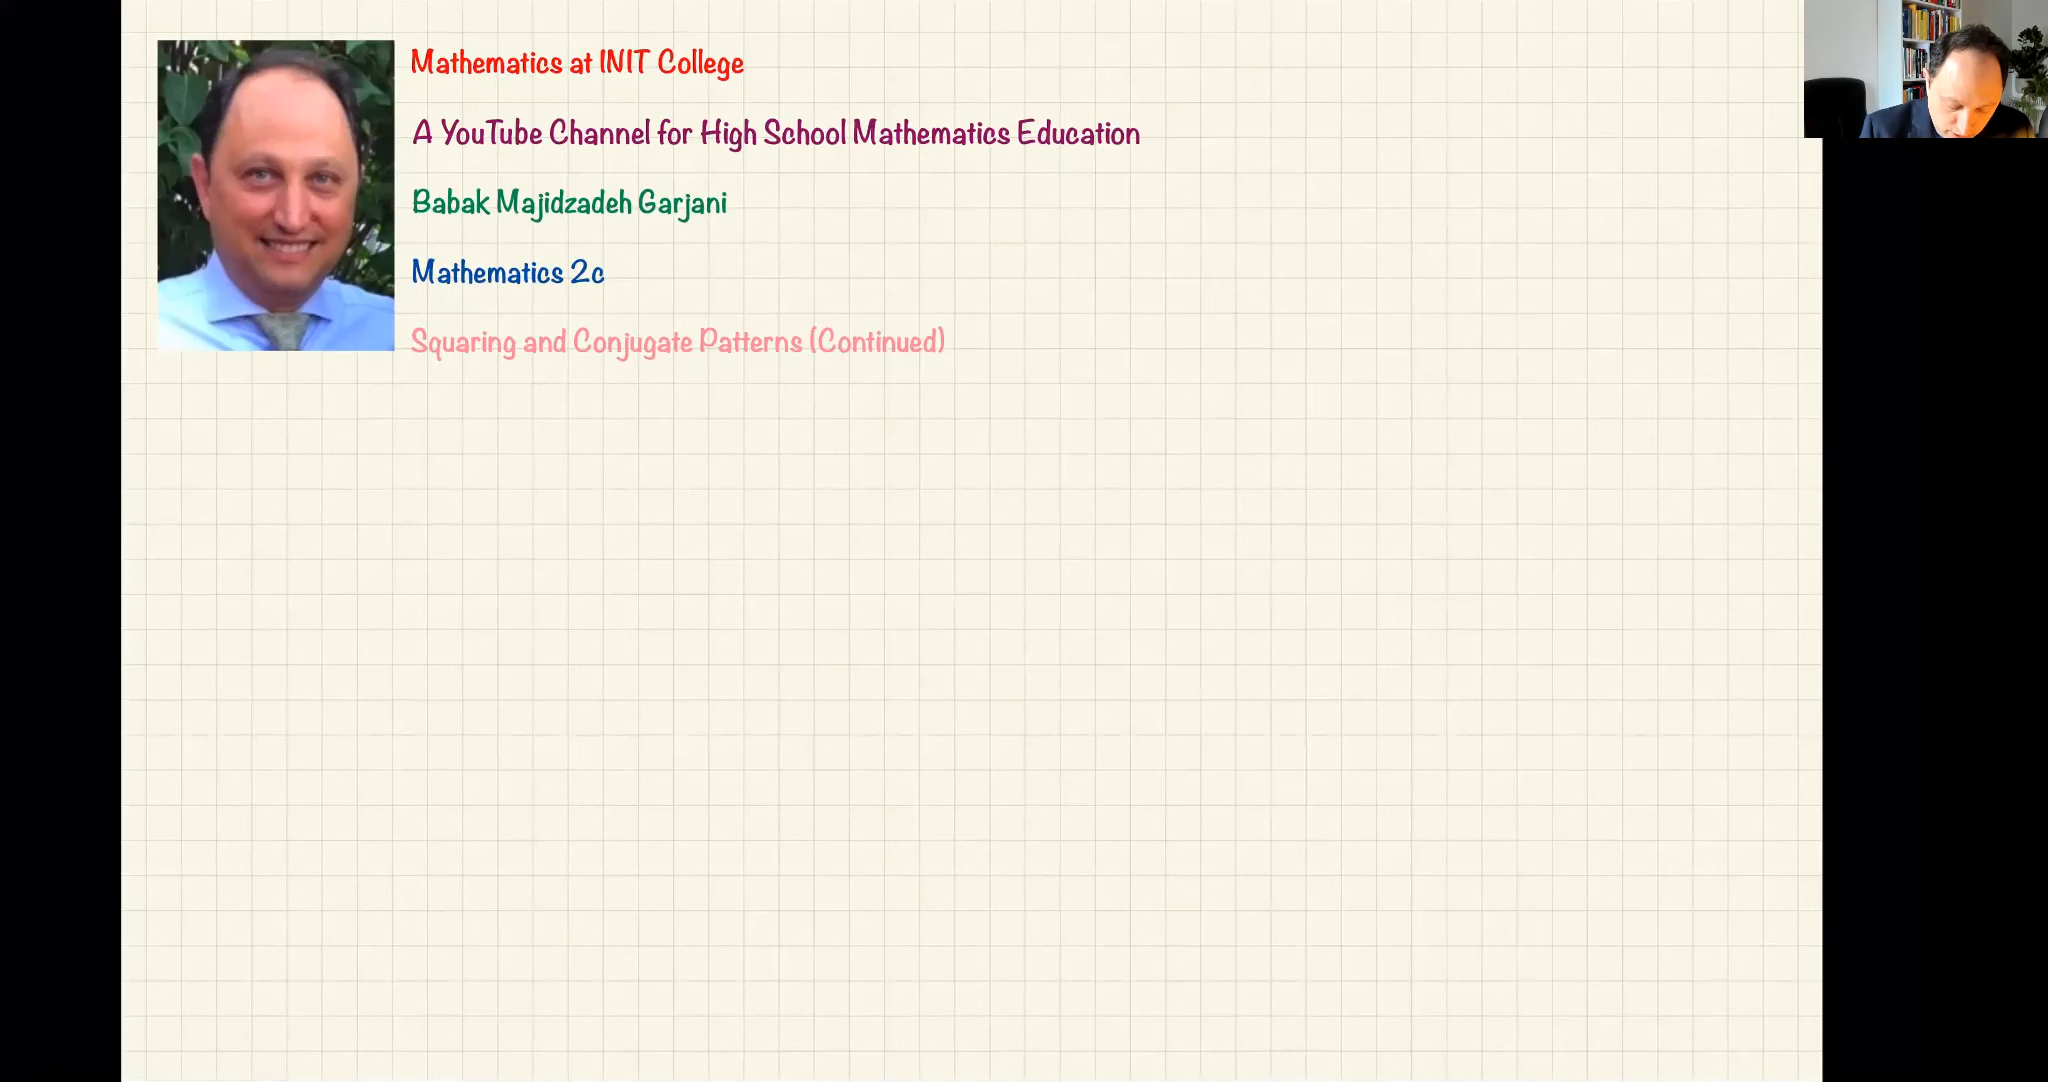 Mathematics at INIT College
A YouTube Channel for High School Mathematics Education
Babak Majidzadeh Garjani
Mathematics 2c
Squaring and Conjugate Patterns (Continued)